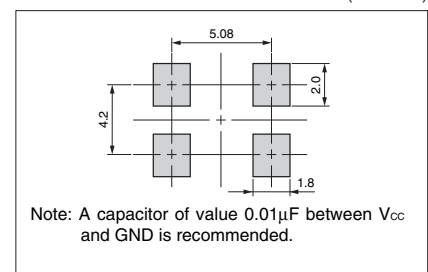 5.08
2.0
4.2
1.8
Note: A capacitor of value 0.01μF between Vcc
and GND is recommended.